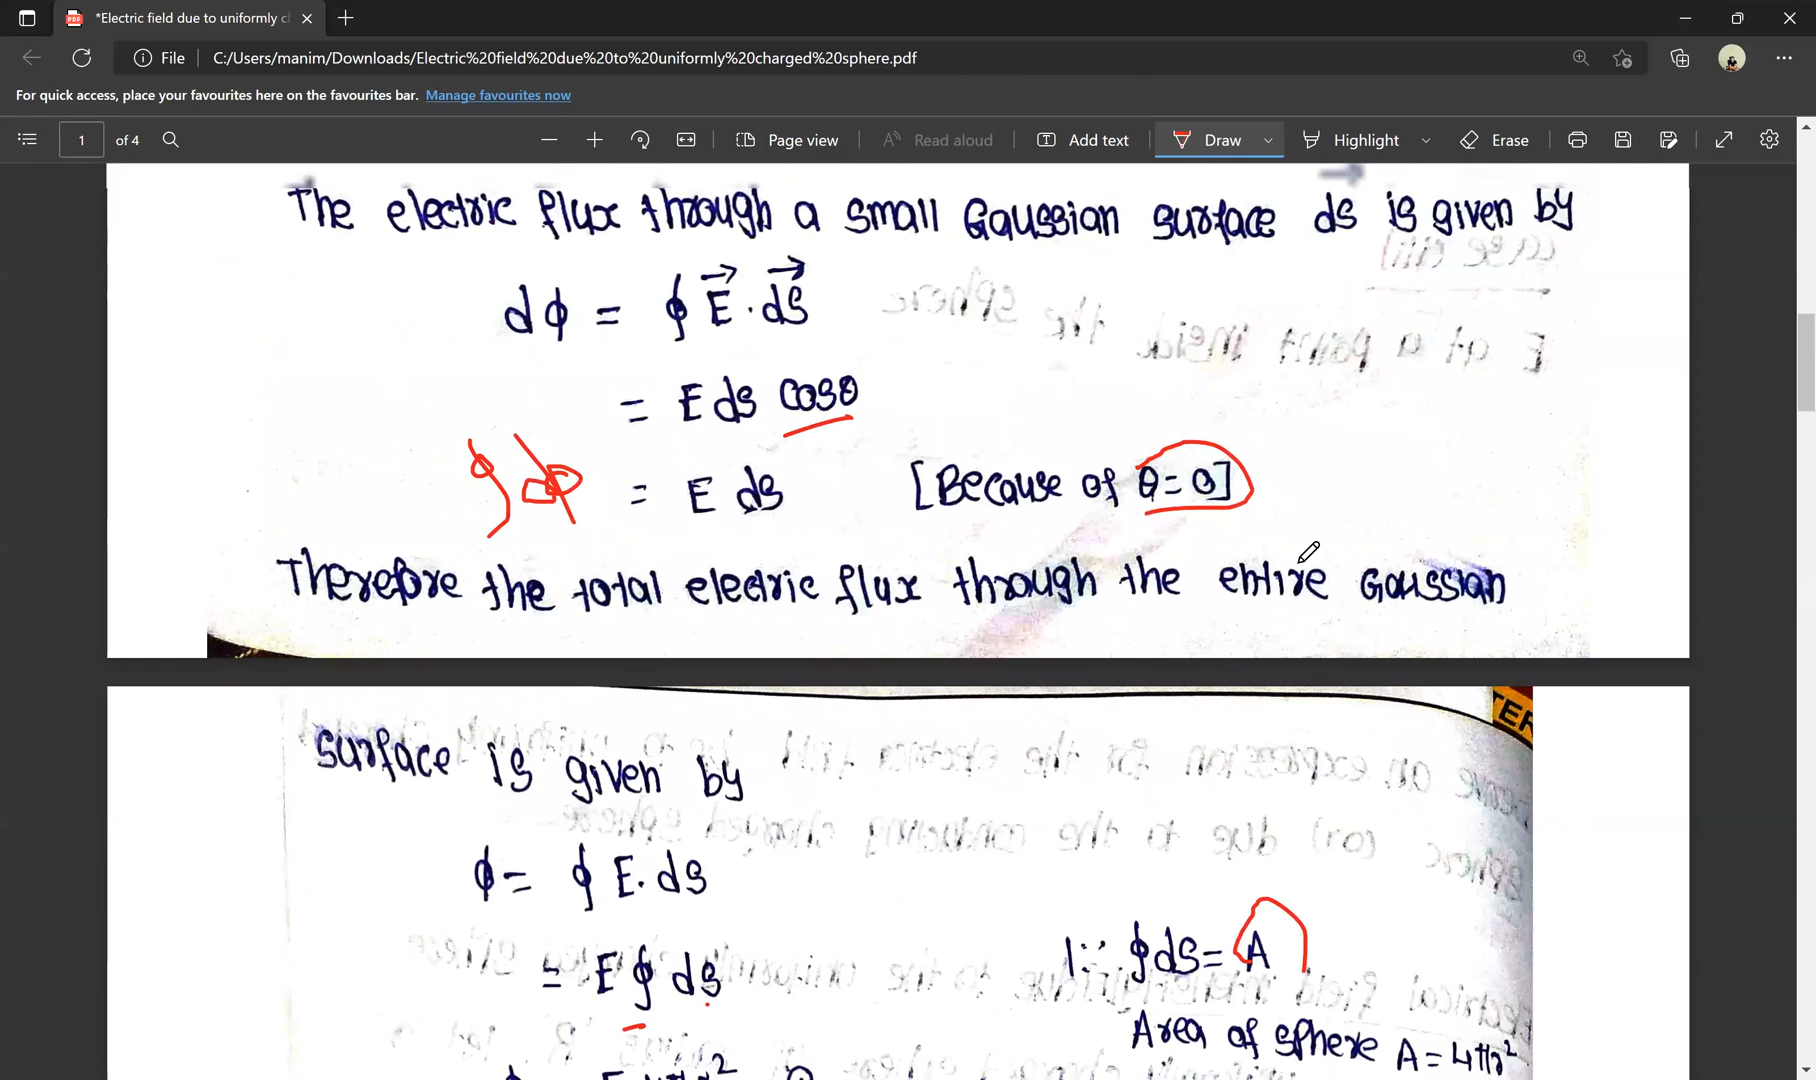 *Electric field due to uniformly c
File C:/Users/manim/Downloads/Electric%20field%20due%20to%20uniformly%20charged%20sphere.pdf
For quick access, place your favourites here on the favourites bar. Manage favourites now
1 of 4 Page view Read aloud Add text Draw Highlight Erase
The electric flux through a small Gaussian surface ds is given by
dϕ = ∮ E⃗ . ds⃗
= E ds cosθ
= E ds [Because of θ=0]
Therefore the total electric flux through the entire Gaussian
surface is given by
ϕ = ∮ E. ds
= E ∮ ds
∵ ∮ds = A
Area of sphere A = 4πr²